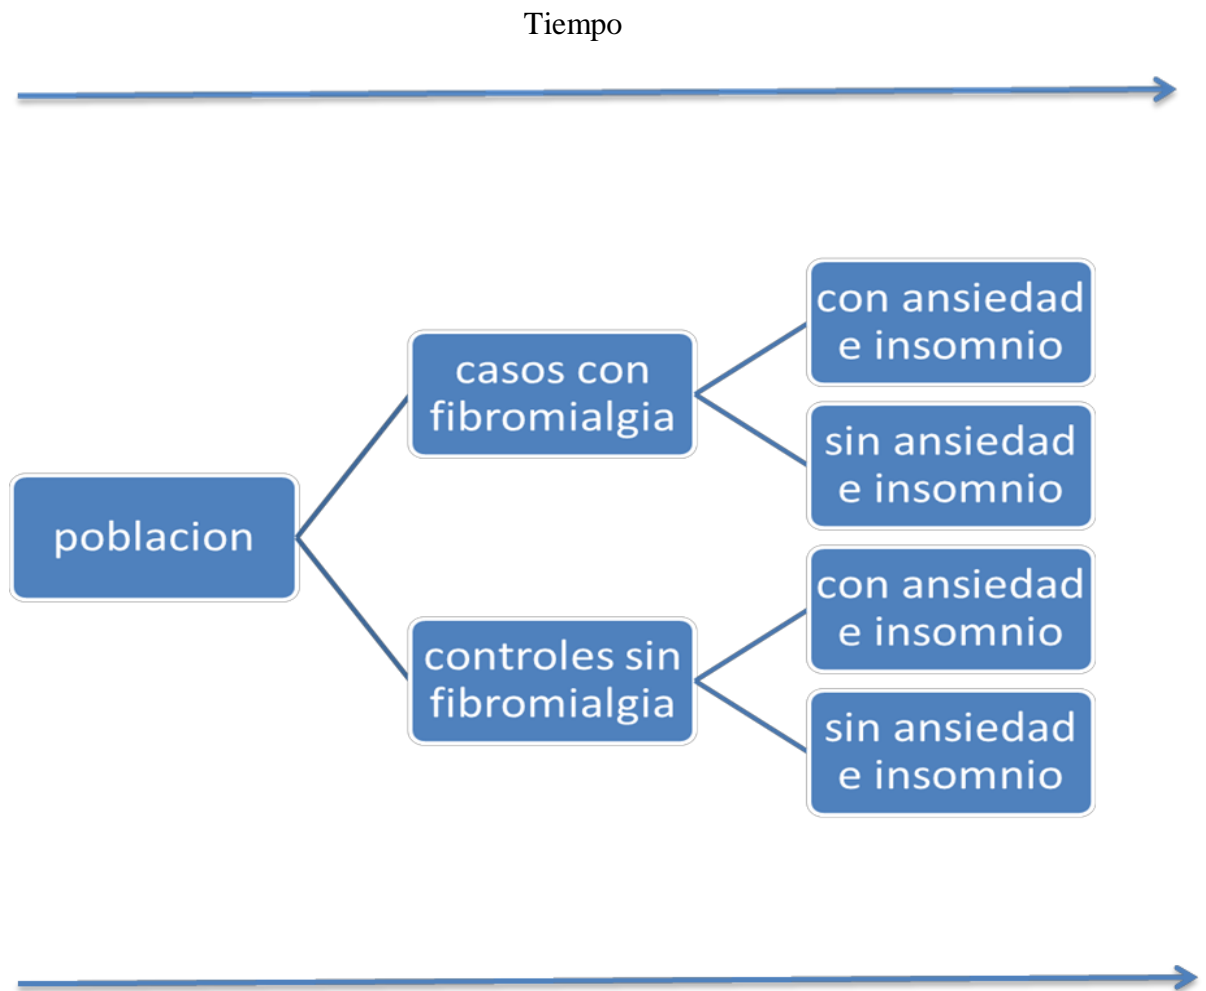 Tiempo
con ansiedad
e insomnio
casos con
fibromialgia
sin ansiedad
e insomnio
poblacion
con ansiedad
e insomnio
controles sin
fibromialgia
sin ansiedad
e insomnio